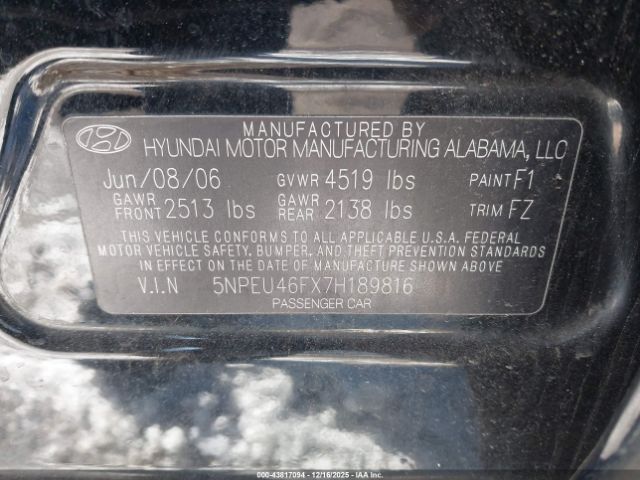 MANUFACTURED BY
HYUNDAI MOTOR MANUFACTURING ALABAMA, LLC
Jun/08/06 GVWR 4519 lbs PAINT F1
GAWR FRONT 2513 lbs GAWR REAR 2138 lbs TRIM FZ
THIS VEHICLE CONFORMS TO ALL APPLICABLE U.S.A. FEDERAL
MOTOR VEHICLE SAFETY, BUMPER, AND THEFT PREVENTION STANDARDS
IN EFFECT ON THE DATE OF MANUFACTURE SHOWN ABOVE
V.I.N 5NPEU46FX7H189816
PASSENGER CAR
000-43817094 - 12/16/2025 - IAA Inc.